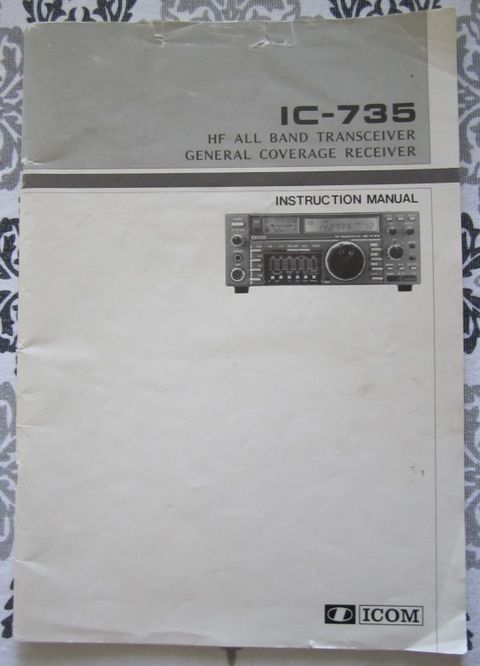 IC-735
HF ALL BAND TRANSCEIVER
GENERAL COVERAGE RECEIVER
INSTRUCTION MANUAL
ICOM